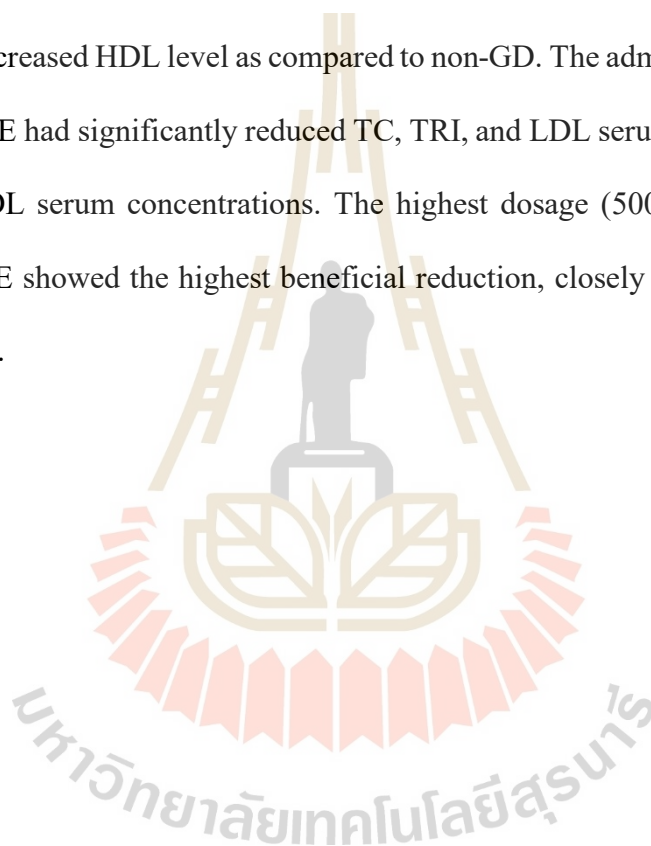 creased HDL level as compared to non-GD. The adm
E had significantly reduced TC, TRI, and LDL seru
DL serum concentrations. The highest dosage (500
E showed the highest beneficial reduction, closely
.
มหาวิทยาลัยเทคโนโลยีสุรนารี